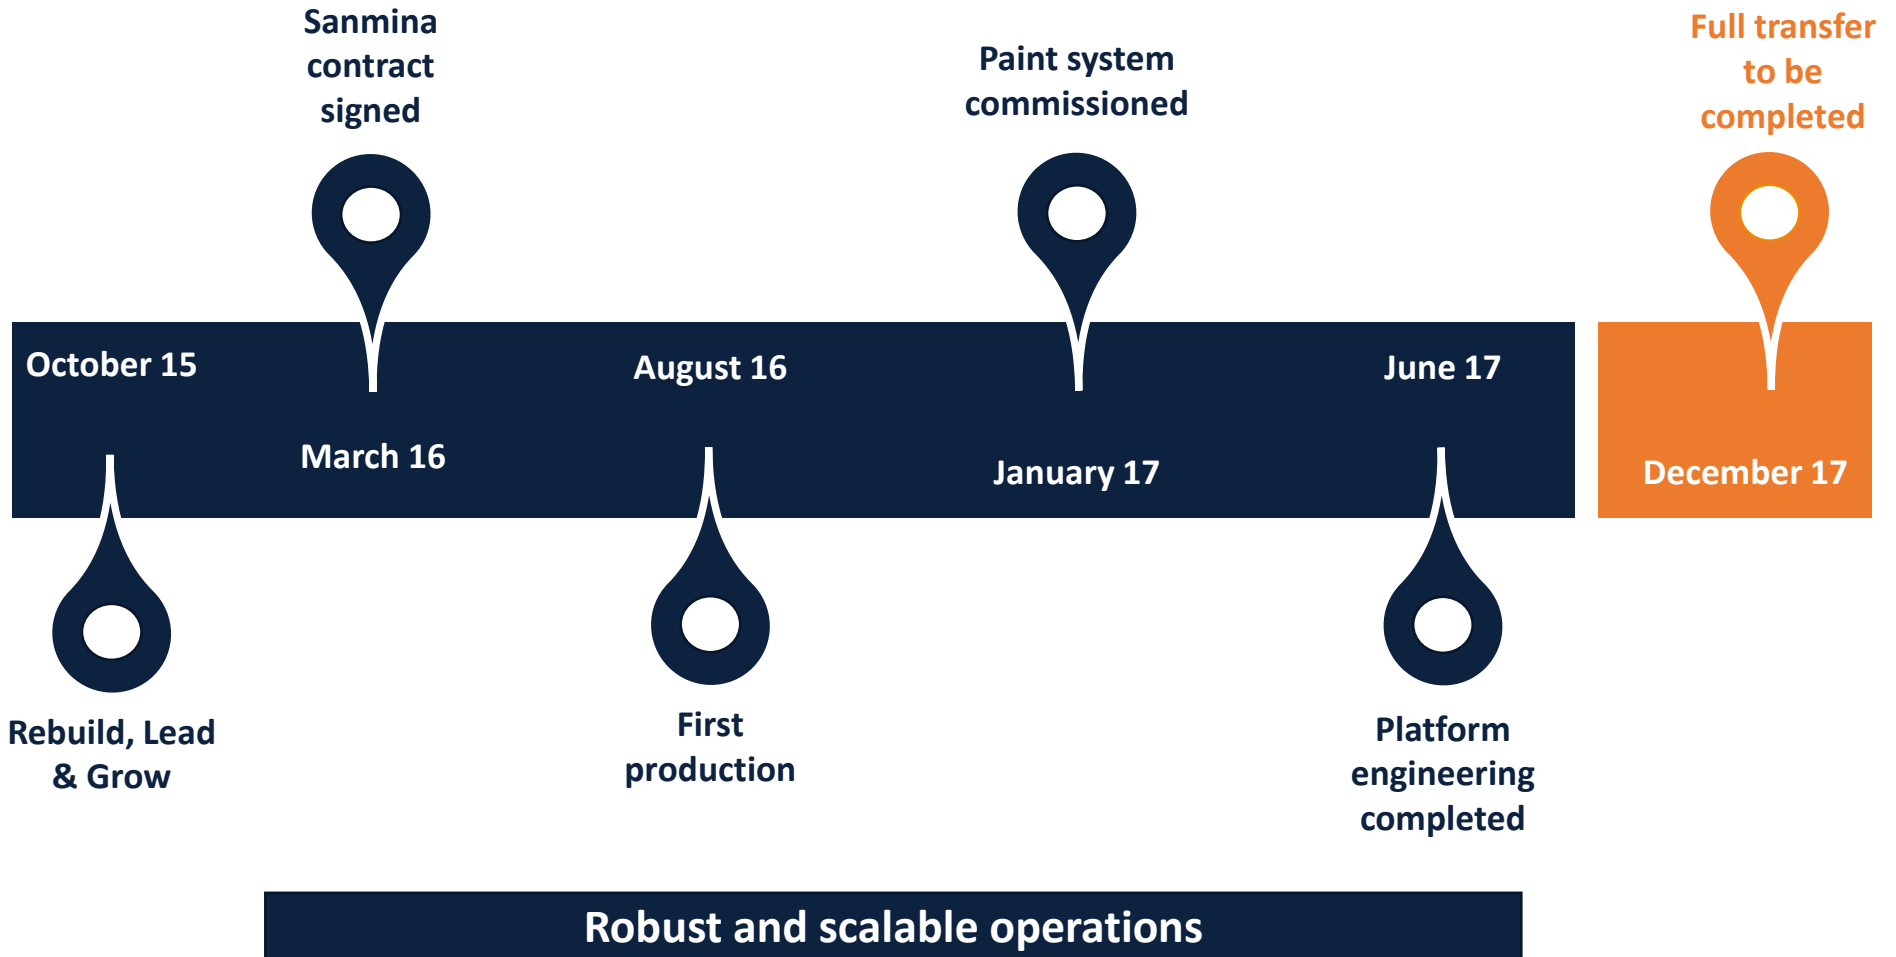 Sanmina
contract
signed
Paint system
commissioned
Full transfer
to be
completed
October 15
March 16
August 16
January 17
June 17
December 17
Rebuild, Lead
& Grow
First
production
Platform
engineering
completed
Robust and scalable operations